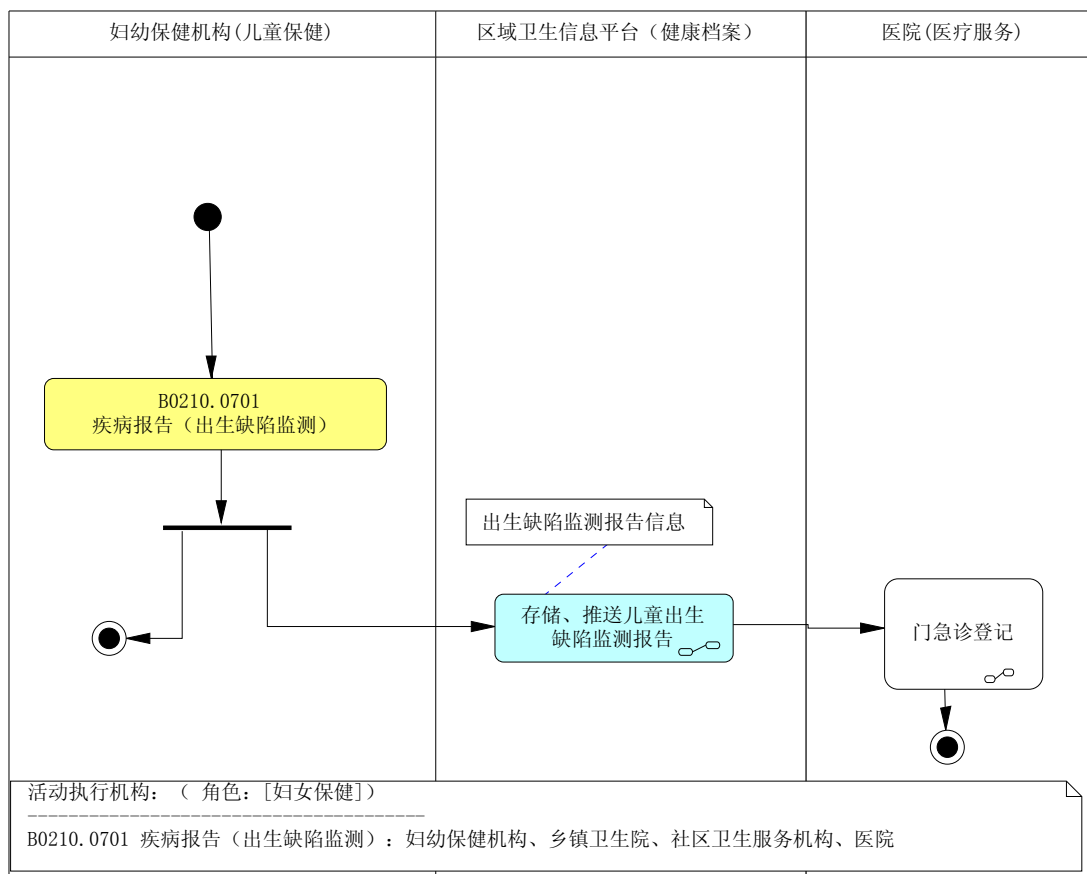 妇幼保健机构(儿童保健)
区域卫生信息平台（健康档案）
医院(医疗服务)
B0210.0701
疾病报告（出生缺陷监测）
出生缺陷监测报告信息
存储、推送儿童出生
缺陷监测报告
门急诊登记
活动执行机构：（ 角色：[妇女保健]）
----------------------------------------
B0210.0701 疾病报告（出生缺陷监测）：妇幼保健机构、乡镇卫生院、社区卫生服务机构、医院